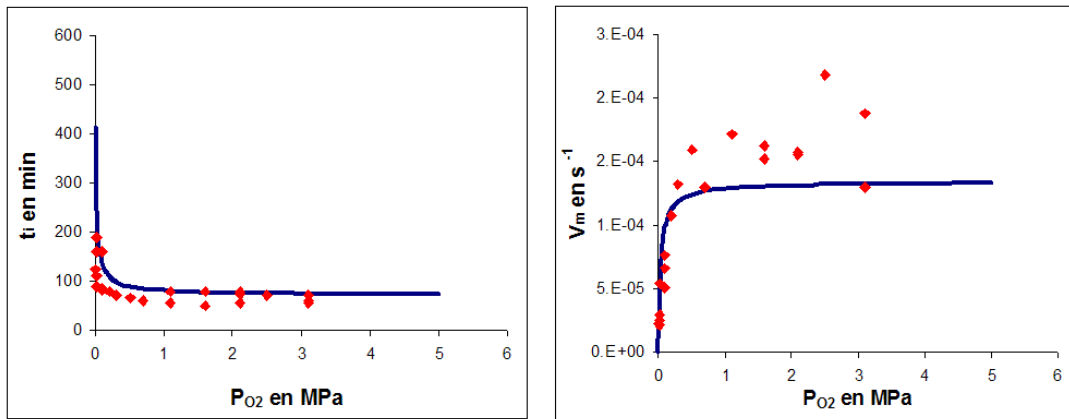 600
500
400
300
200
100
0
0 1 2 3 4 5 6
ti en min
PO2 en MPa
3.E-04
2.E-04
2.E-04
1.E-04
5.E-05
0.E+00
0 1 2 3 4 5 6
Vm en s -1
PO2 en MPa